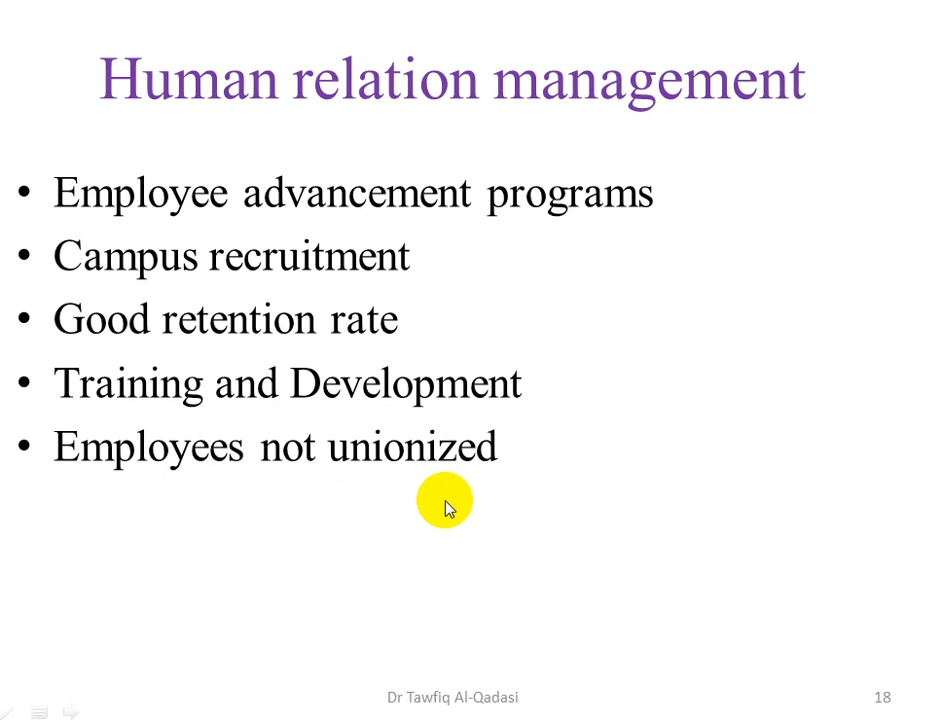 Human relation management
• Employee advancement programs
• Campus recruitment
• Good retention rate
• Training and Development
• Employees not unionized
Dr Tawfiq Al-Qadasi
18